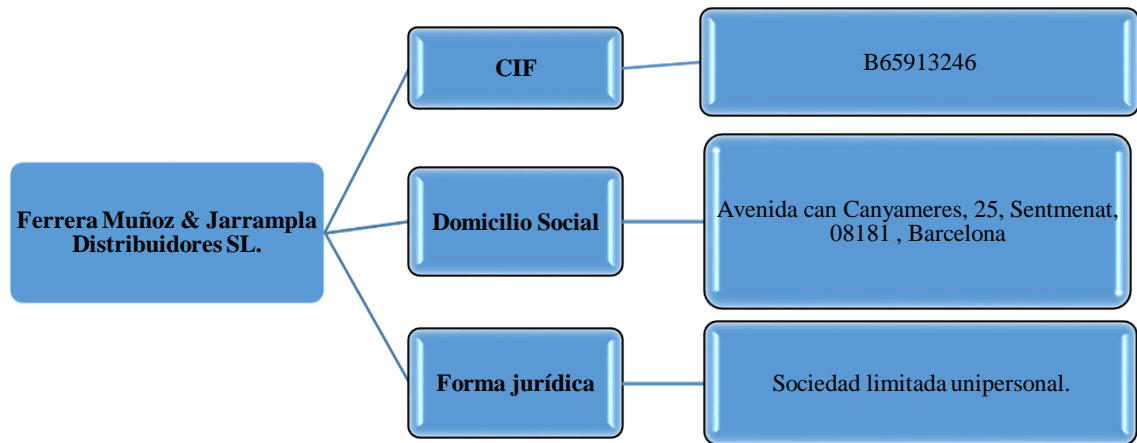 Ferrera Muñoz & Jarrampla
Distribuidores SL.
CIF
B65913246
Domicilio Social
Avenida can Canyameres, 25, Sentmenat,
08181 , Barcelona
Forma jurídica
Sociedad limitada unipersonal.